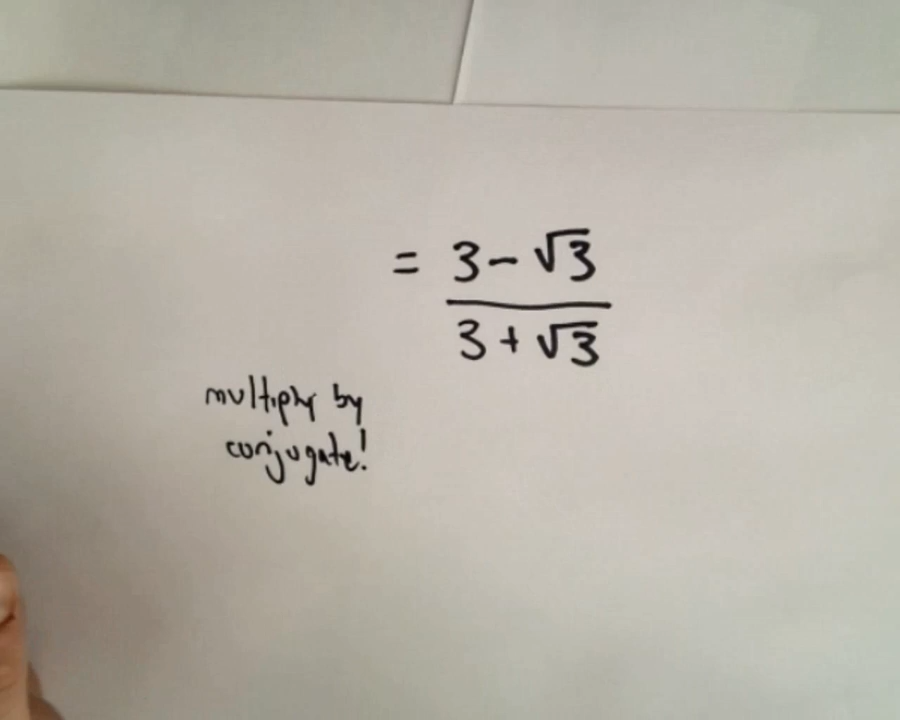 = 3 - √3
3 + √3
multiply by
conjugate!